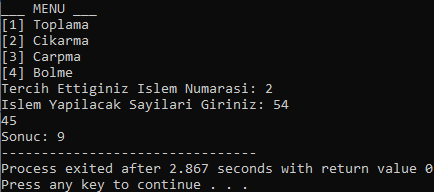 ___ MENU ___
[1] Toplama
[2] Cikarma
[3] Carpma
[4] Bolme
Tercih Ettiginiz Islem Numarasi: 2
Islem Yapilacak Sayilari Giriniz: 54
45
Sonuc: 9
--------------------------------
Process exited after 2.867 seconds with return value 0
Press any key to continue . . .